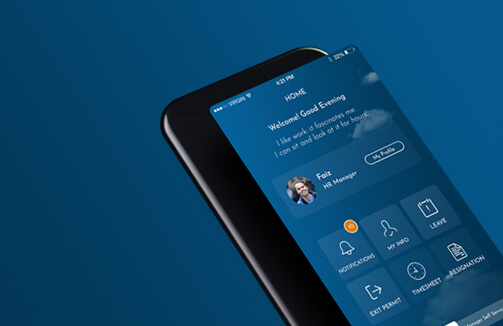 VIRGIN
4:21 PM
22%
HOME
Welcome! Good Evening
I like work: it fascinates me
I can sit and look at it for hours
Faiz
HR Manager
My Profile
10
NOTIFICATIONS
MY INFO
LEAVE
EXIT PERMIT
TIMESHEET
RESIGNATION